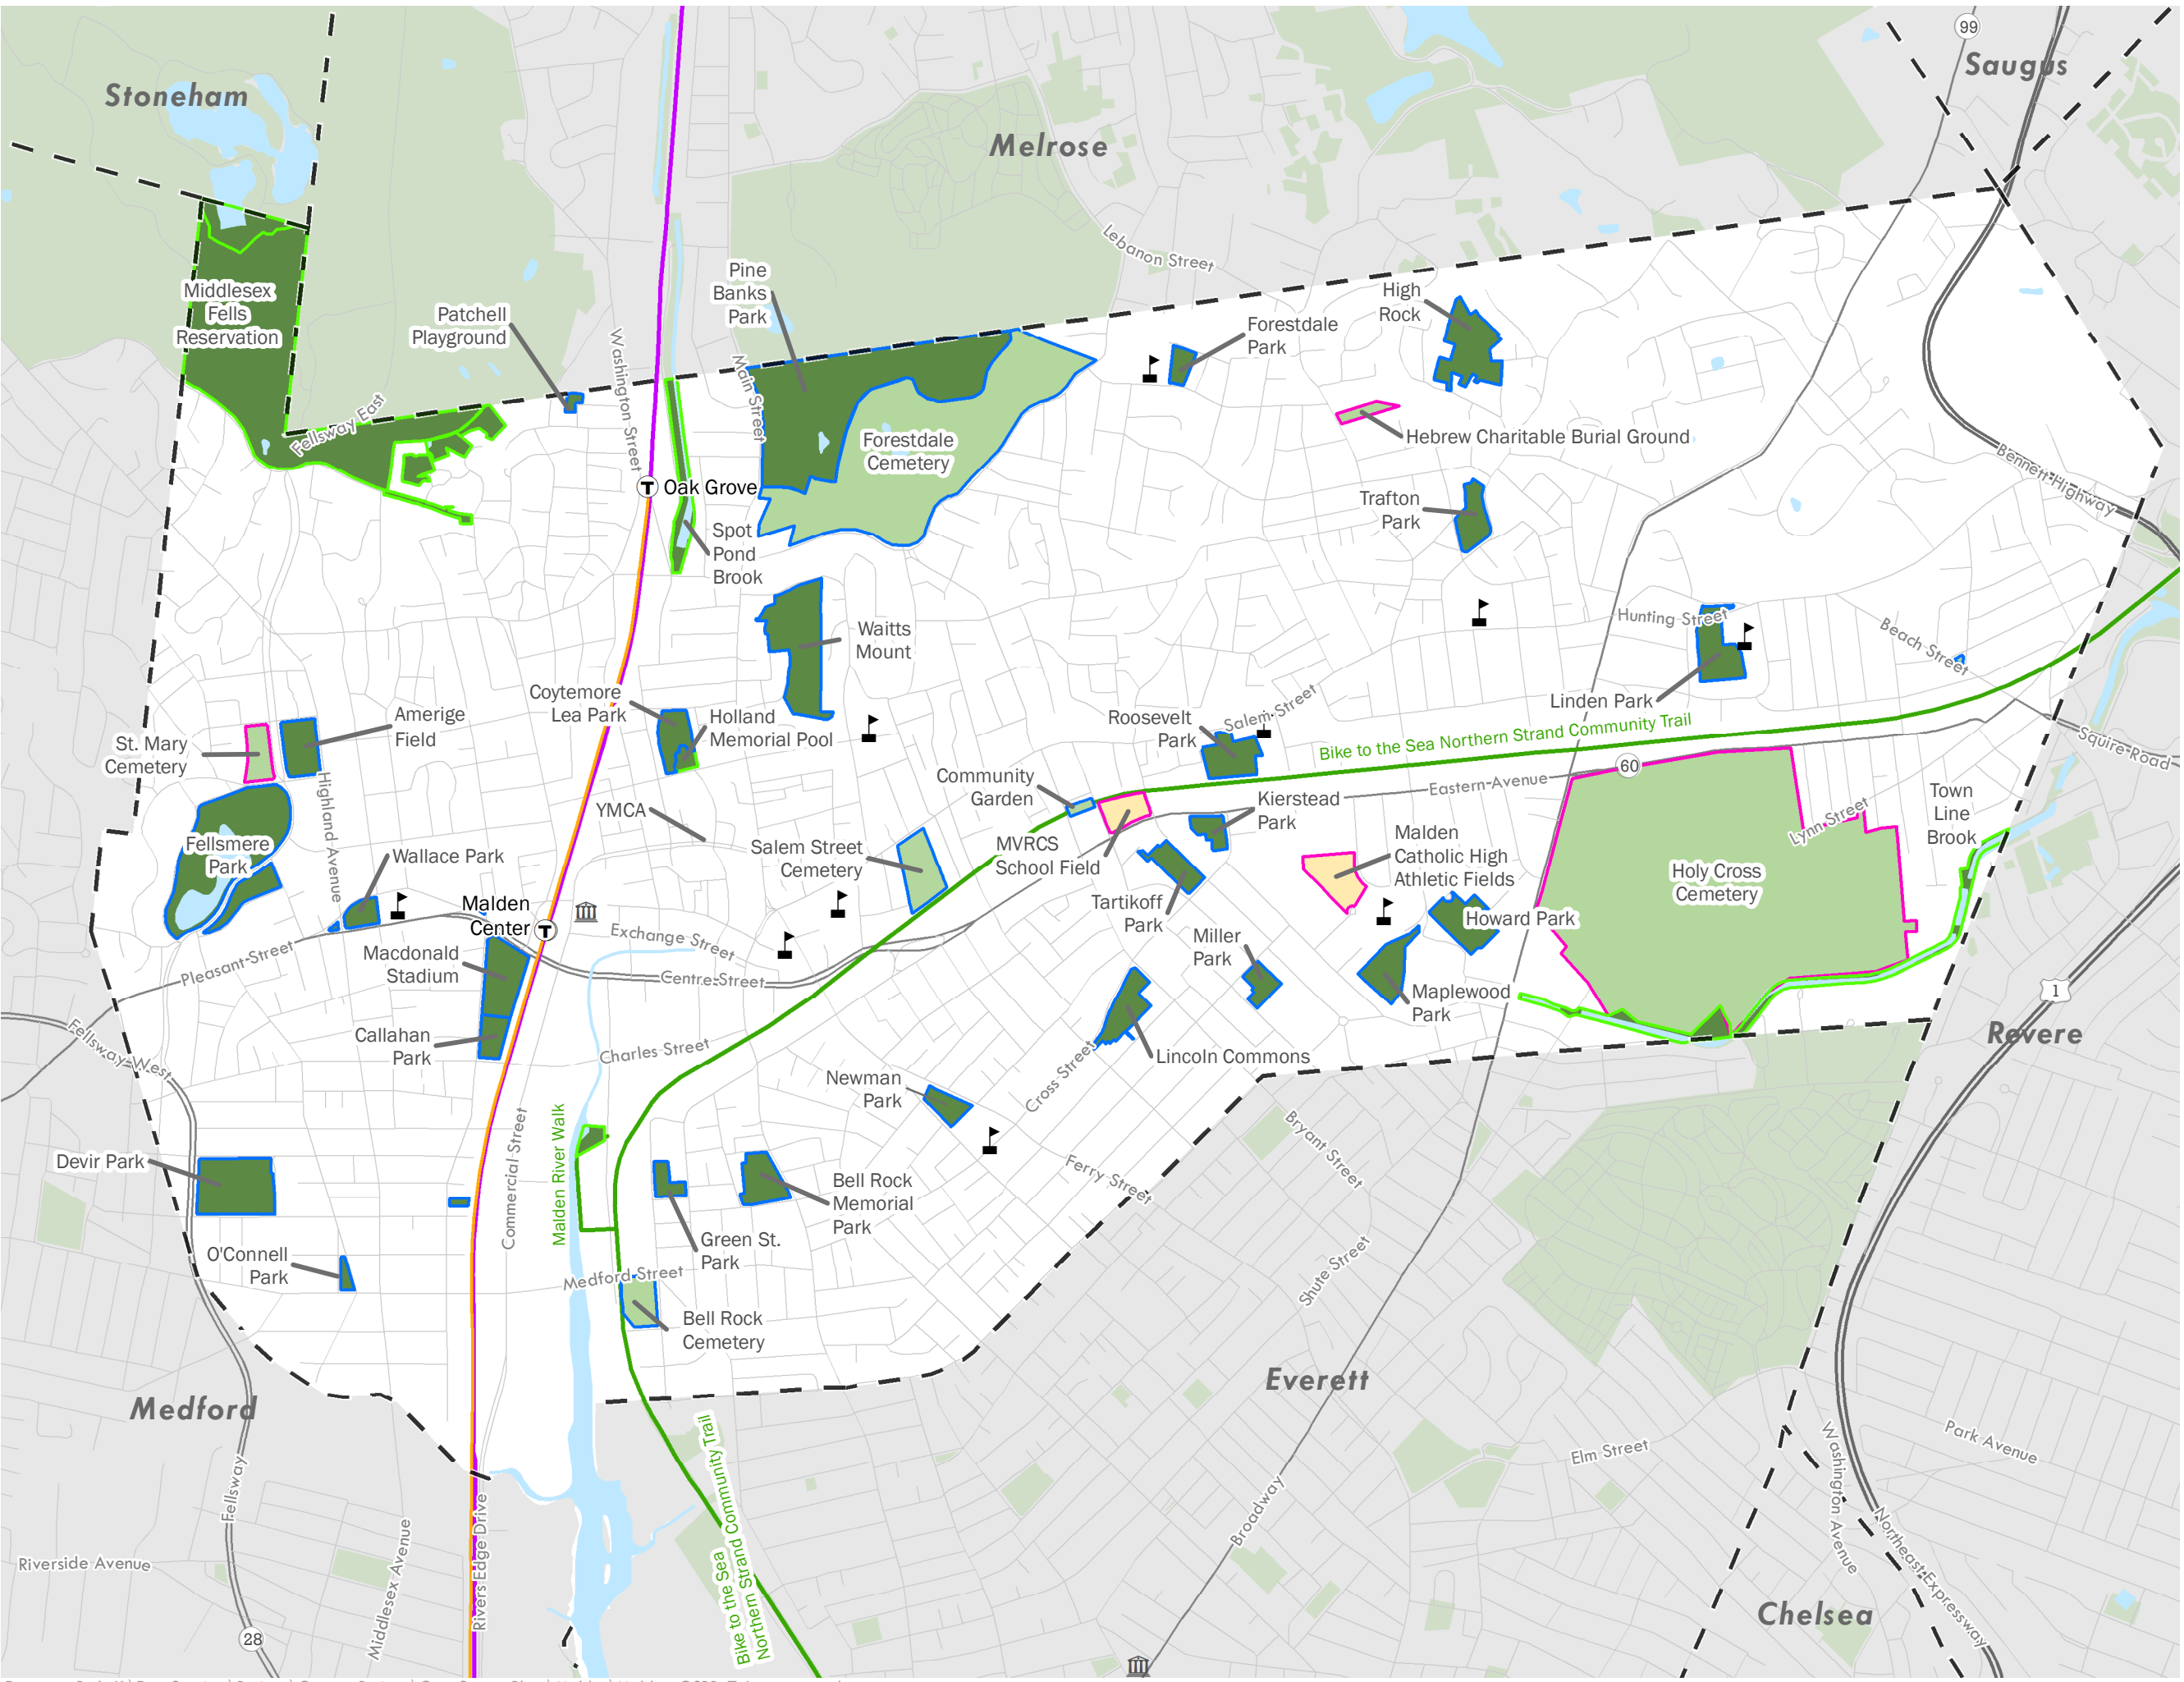 99
Saugus
Stoneham
Melrose
Lebanon Street
Pine
Banks
Park
Middlesex
Fells
Reservation
High
Rock
Patchell
Playground
Forestdale
Park
Washington Street
Main Street
Fellsway East
Forestdale
Cemetery
Hebrew Charitable Burial Ground
Bennett Highway
T
Oak Grove
Trafton
Park
Spot
Pond
Brook
Waitts
Mount
Hunting Street
Beach Street
Coytemore
Lea Park
Linden Park
Amerige
Field
Holland
Memorial Pool
Roosevelt
Park
Salem Street
Bike to the Sea Northern Strand Community Trail
Squire Road
St. Mary
Cemetery
60
Community
Garden
Eastern Avenue
Highland Avenue
YMCA
Kierstead
Park
Town
Line
Brook
Lynn Street
Fellsmere
Park
Wallace Park
Salem Street
Cemetery
MVRCS
School Field
Malden
Catholic High
Athletic Fields
Holy Cross
Cemetery
Malden
Center
T
Tartikoff
Park
Howard Park
Exchange Street
Pleasant Street
Macdonald
Stadium
Miller
Park
Centre Street
Maplewood
Park
1
Revere
Fellsway West
Callahan
Park
Charles Street
Lincoln Commons
Newman
Park
Cross Street
Commercial Street
Malden River Walk
Bryant Street
Devir Park
Ferry Street
Bell Rock
Memorial
Park
Green St.
Park
O'Connell
Park
Medford Street
Shute Street
Bell Rock
Cemetery
Medford
Everett
Bike to the Sea
Northern Strand Community Trail
Elm Street
Park Avenue
Washington Avenue
Fellsway
Broadway
Rivers Edge Drive
Middlesex Avenue
Riverside Avenue
Northeast Expressway
Chelsea
28